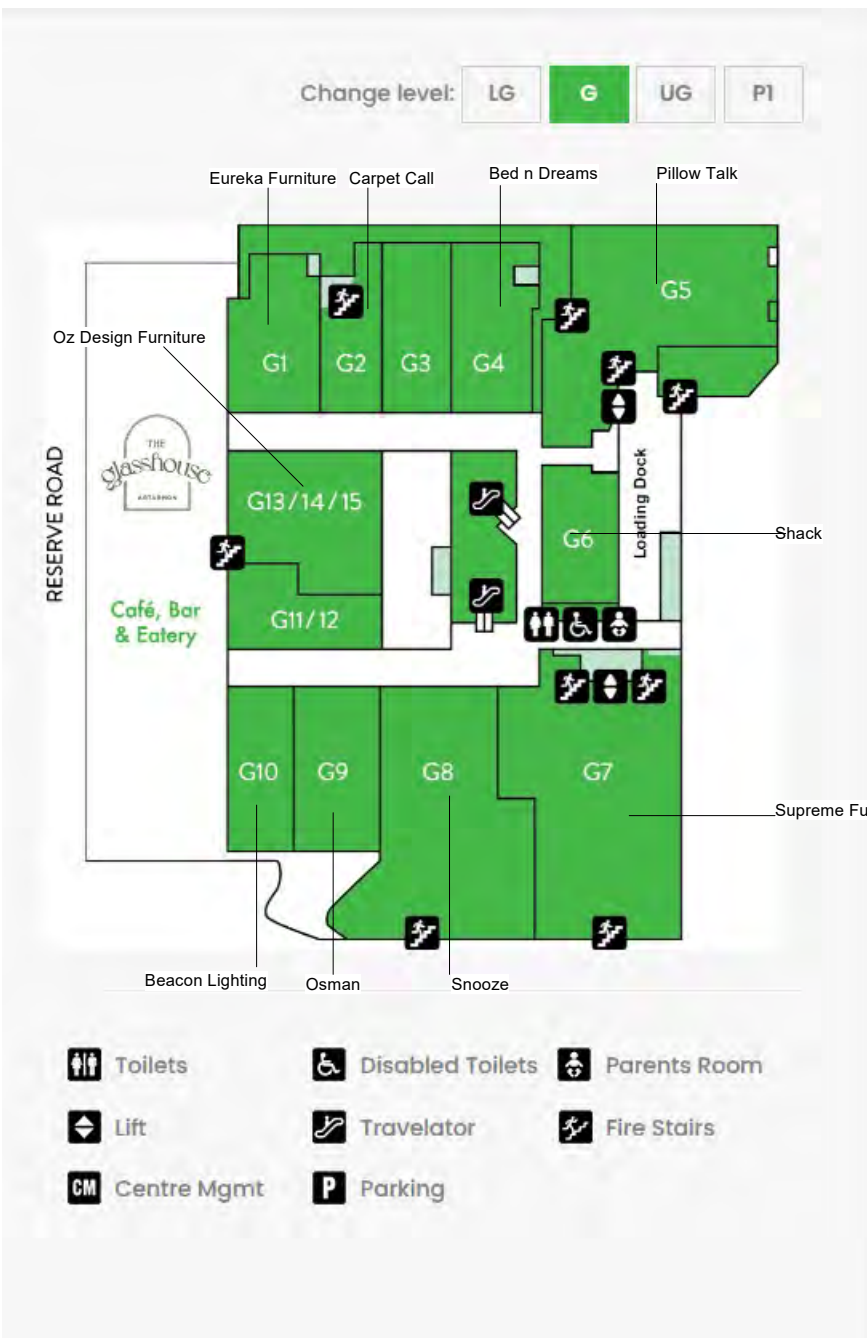 Change level: LG G UG P1
Eureka Furniture Carpet Call Bed n Dreams Pillow Talk
G5
Oz Design Furniture
G1 G2 G3 G4
THE
glasshouse
ARTARMON
RESERVE ROAD
G13/14/15
Loading Dock
G6
Shack
Café, Bar
& Eatery
G11/12
G10 G9 G8 G7
Supreme Fu
Beacon Lighting Osman Snooze
Toilets Disabled Toilets Parents Room
Lift Travelator Fire Stairs
CM Centre Mgmt P Parking